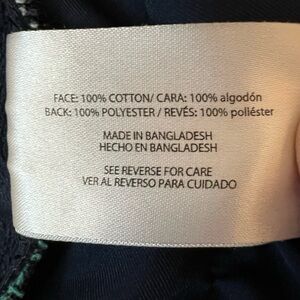 FACE: 100% COTTON/ CARA: 100% algodón
BACK: 100% POLYESTER / REVÉS: 100% poliéster
MADE IN BANGLADESH
HECHO EN BANGLADESH
SEE REVERSE FOR CARE
VER AL REVERSO PARA CUIDADO